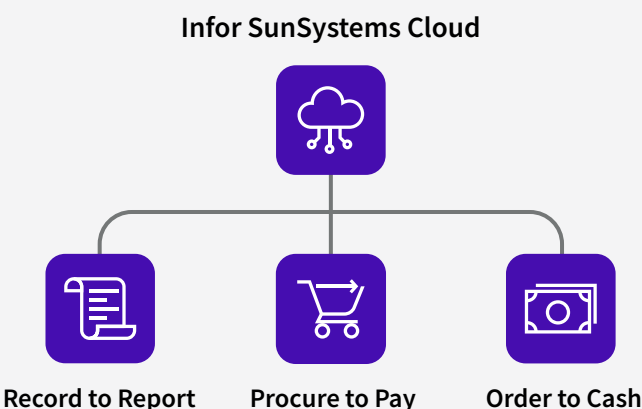 Infor SunSystems Cloud
Record to Report
Procure to Pay
Order to Cash